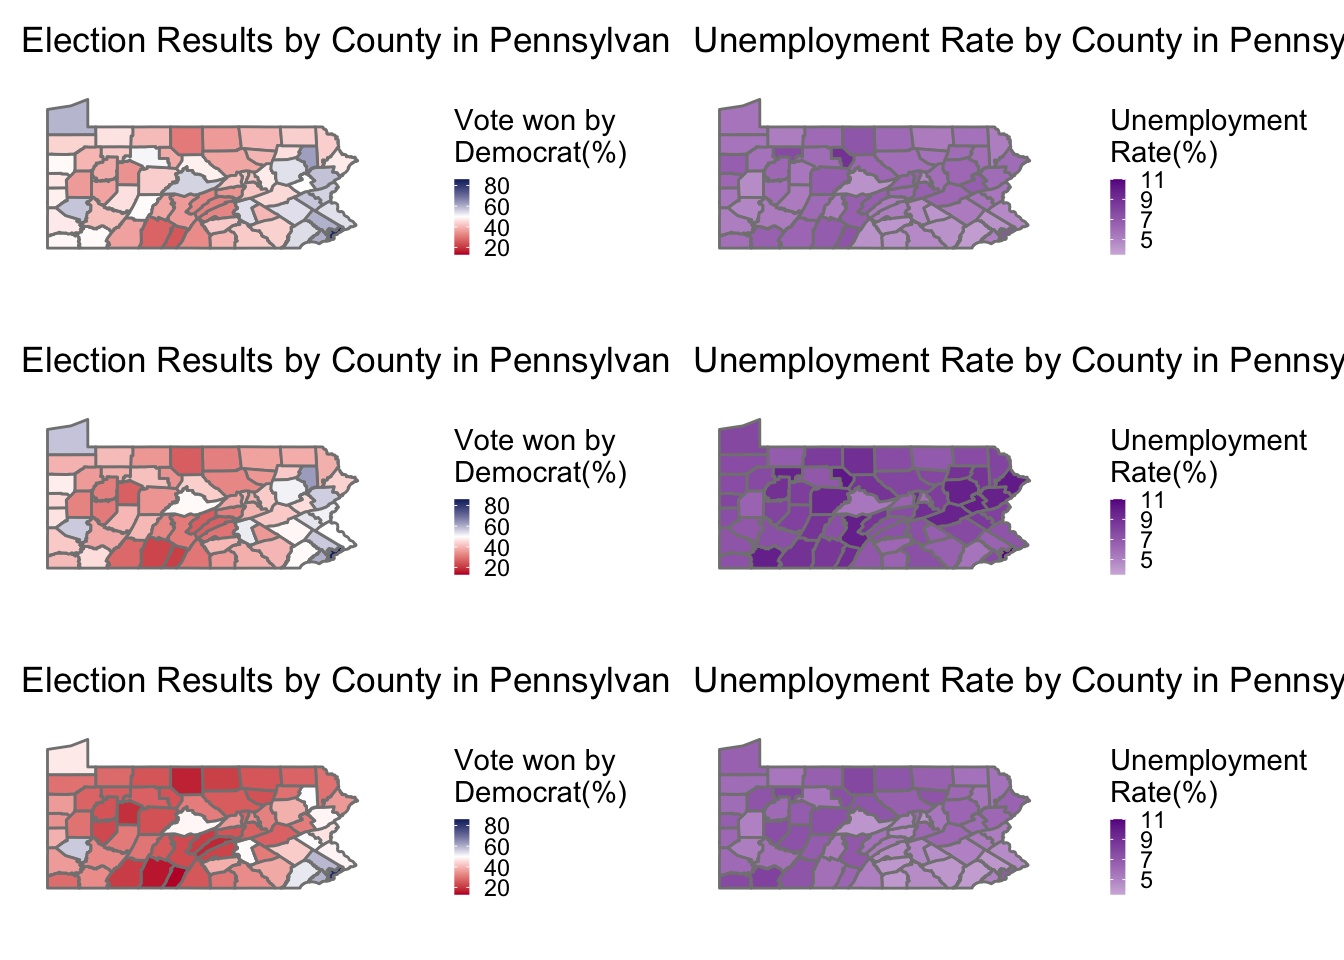 Election Results by County in Pennsylvan
Unemployment Rate by County in Pennsy
Vote won by
Democrat(%)
80
60
40
20
Unemployment
Rate(%)
11
9
7
5
Election Results by County in Pennsylvan
Unemployment Rate by County in Pennsy
Vote won by
Democrat(%)
80
60
40
20
Unemployment
Rate(%)
11
9
7
5
Election Results by County in Pennsylvan
Unemployment Rate by County in Pennsy
Vote won by
Democrat(%)
80
60
40
20
Unemployment
Rate(%)
11
9
7
5